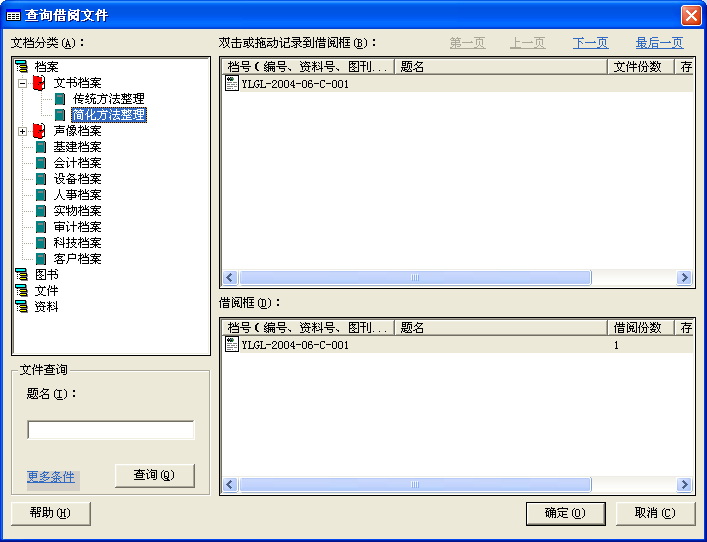 查询借阅文件
文档分类(A)：
双击或拖动记录到借阅框(B)： 第一页 上一页 下一页 最后一页
档案
文书档案
传统方法整理
简化方法整理
声像档案
基建档案
会计档案
设备档案
人事档案
实物档案
审计档案
科技档案
客户档案
图书
文件
资料
档号(编号、资料号、图刊... 题名 文件份数 存
YLGL-2004-06-C-001
借阅框(D)：
档号(编号、资料号、图刊... 题名 借阅份数 存
YLGL-2004-06-C-001 1
文件查询
题名(I)：
更多条件 查询(Q)
帮助(H) 确定(O) 取消(C)